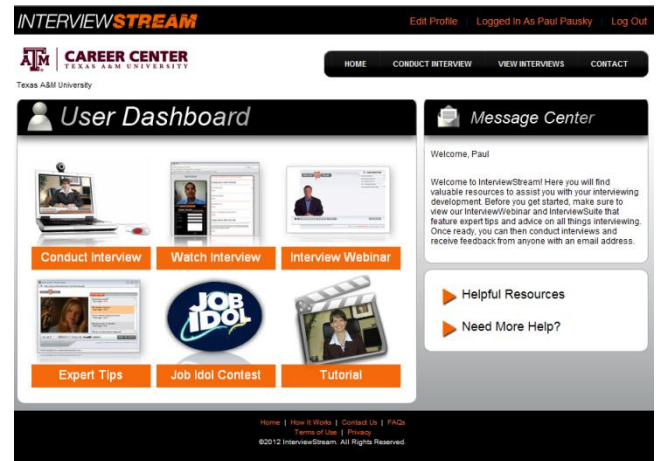 INTERVIEWSTREAM
Edit Profile | Logged In As Paul Pausky | Log Out
ĀM | CAREER CENTER
TEXAS A&M UNIVERSITY
HOME CONDUCT INTERVIEW VIEW INTERVIEWS CONTACT
Texas A&M University
User Dashboard
Message Center
Welcome, Paul
Welcome to InterviewStream! Here you will find
valuable resources to assist you with your interviewing
development. Before you get started, make sure to
view our InterviewWebinar and InterviewSuite that
feature expert tips and advice on all things interviewing.
Once ready, you can then conduct interviews and
receive feedback from anyone with an email address.
Conduct Interview
Watch Interview
Interview Webinar
Helpful Resources
Need More Help?
JOB
IDOL
Expert Tips
Job Idol Contest
Tutorial
Home | How It Works | Contact Us | FAQs
Terms of Use | Privacy
©2012 InterviewStream. All Rights Reserved.